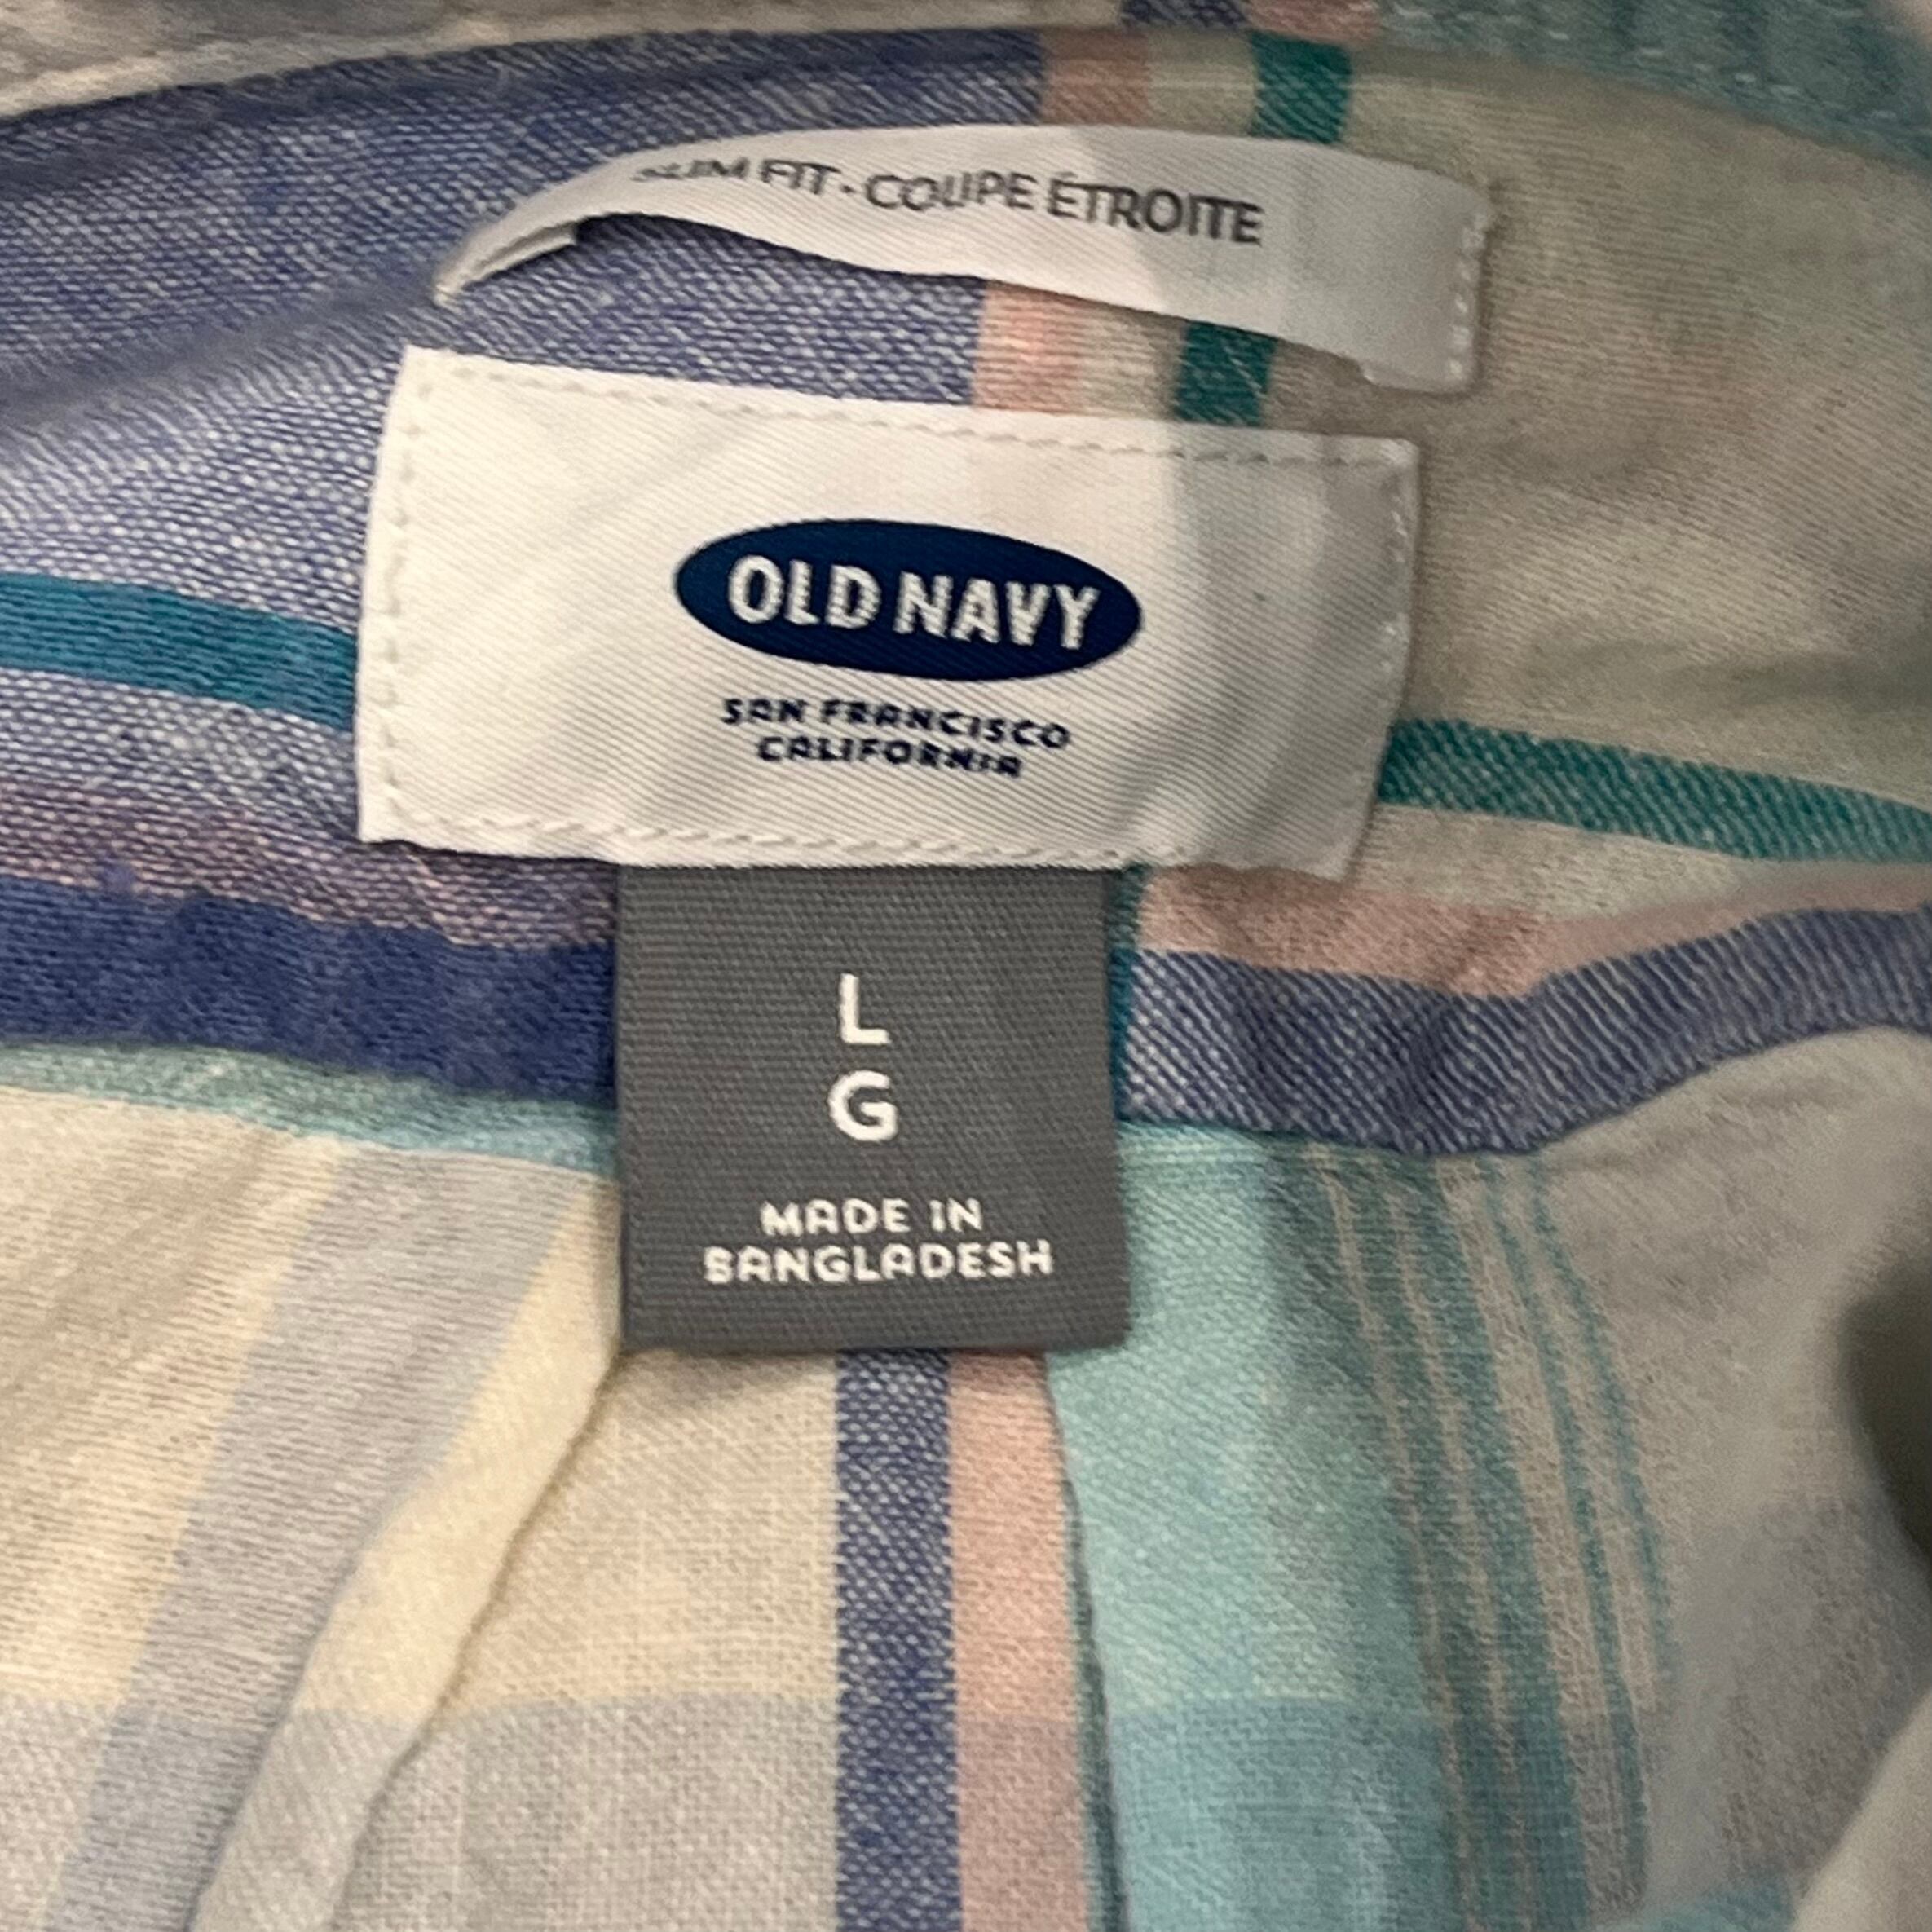 SLIM FIT · COUPE ÉTROITE
OLD NAVY
SAN FRANCISCO
CALIFORNIA
L
G
MADE IN
BANGLADESH